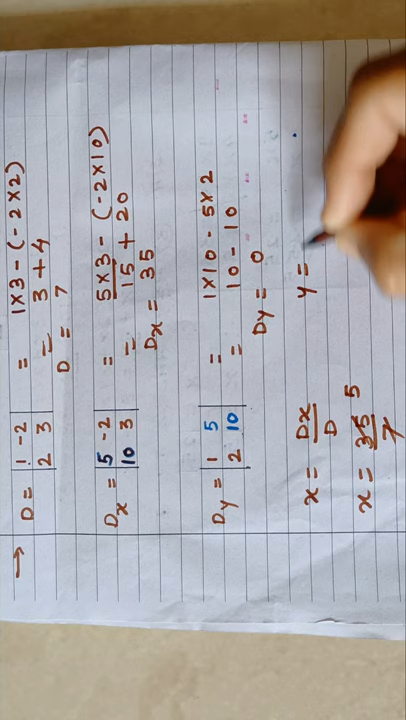 → D = | 1 -2 | = 1 x 3 - (-2 x 2)
| 2 3 | = 3 + 4
D = 7
Dx = | 5 -2 | = 5 x 3 - (-2 x 10)
| 10 3 | = 15 + 20
Dx = 35
Dy = | 1 5 | = 1 x 10 - 5 x 2
| 2 10 | = 10 - 10
Dy = 0
x = Dx/D y =
x = 35/7 5